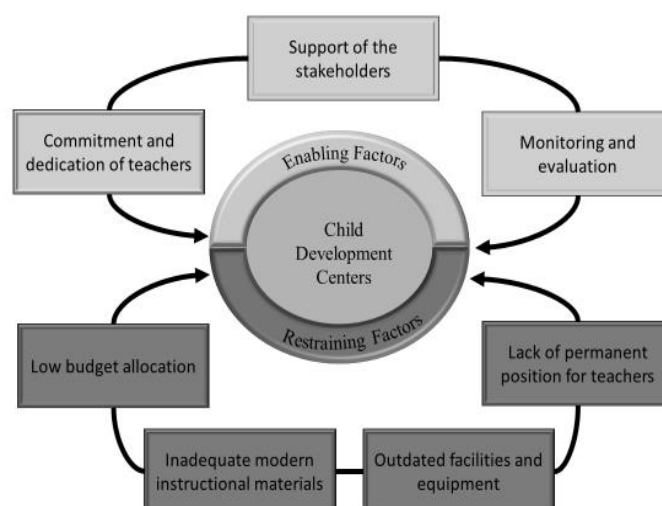 Support of the
stakeholders
Commitment and
dedication of teachers
Monitoring and
evaluation
Enabling Factors
Child
Development
Centers
Restraining Factors
Low budget allocation
Lack of permanent
position for teachers
Inadequate modern
instructional materials
Outdated facilities and
equipment